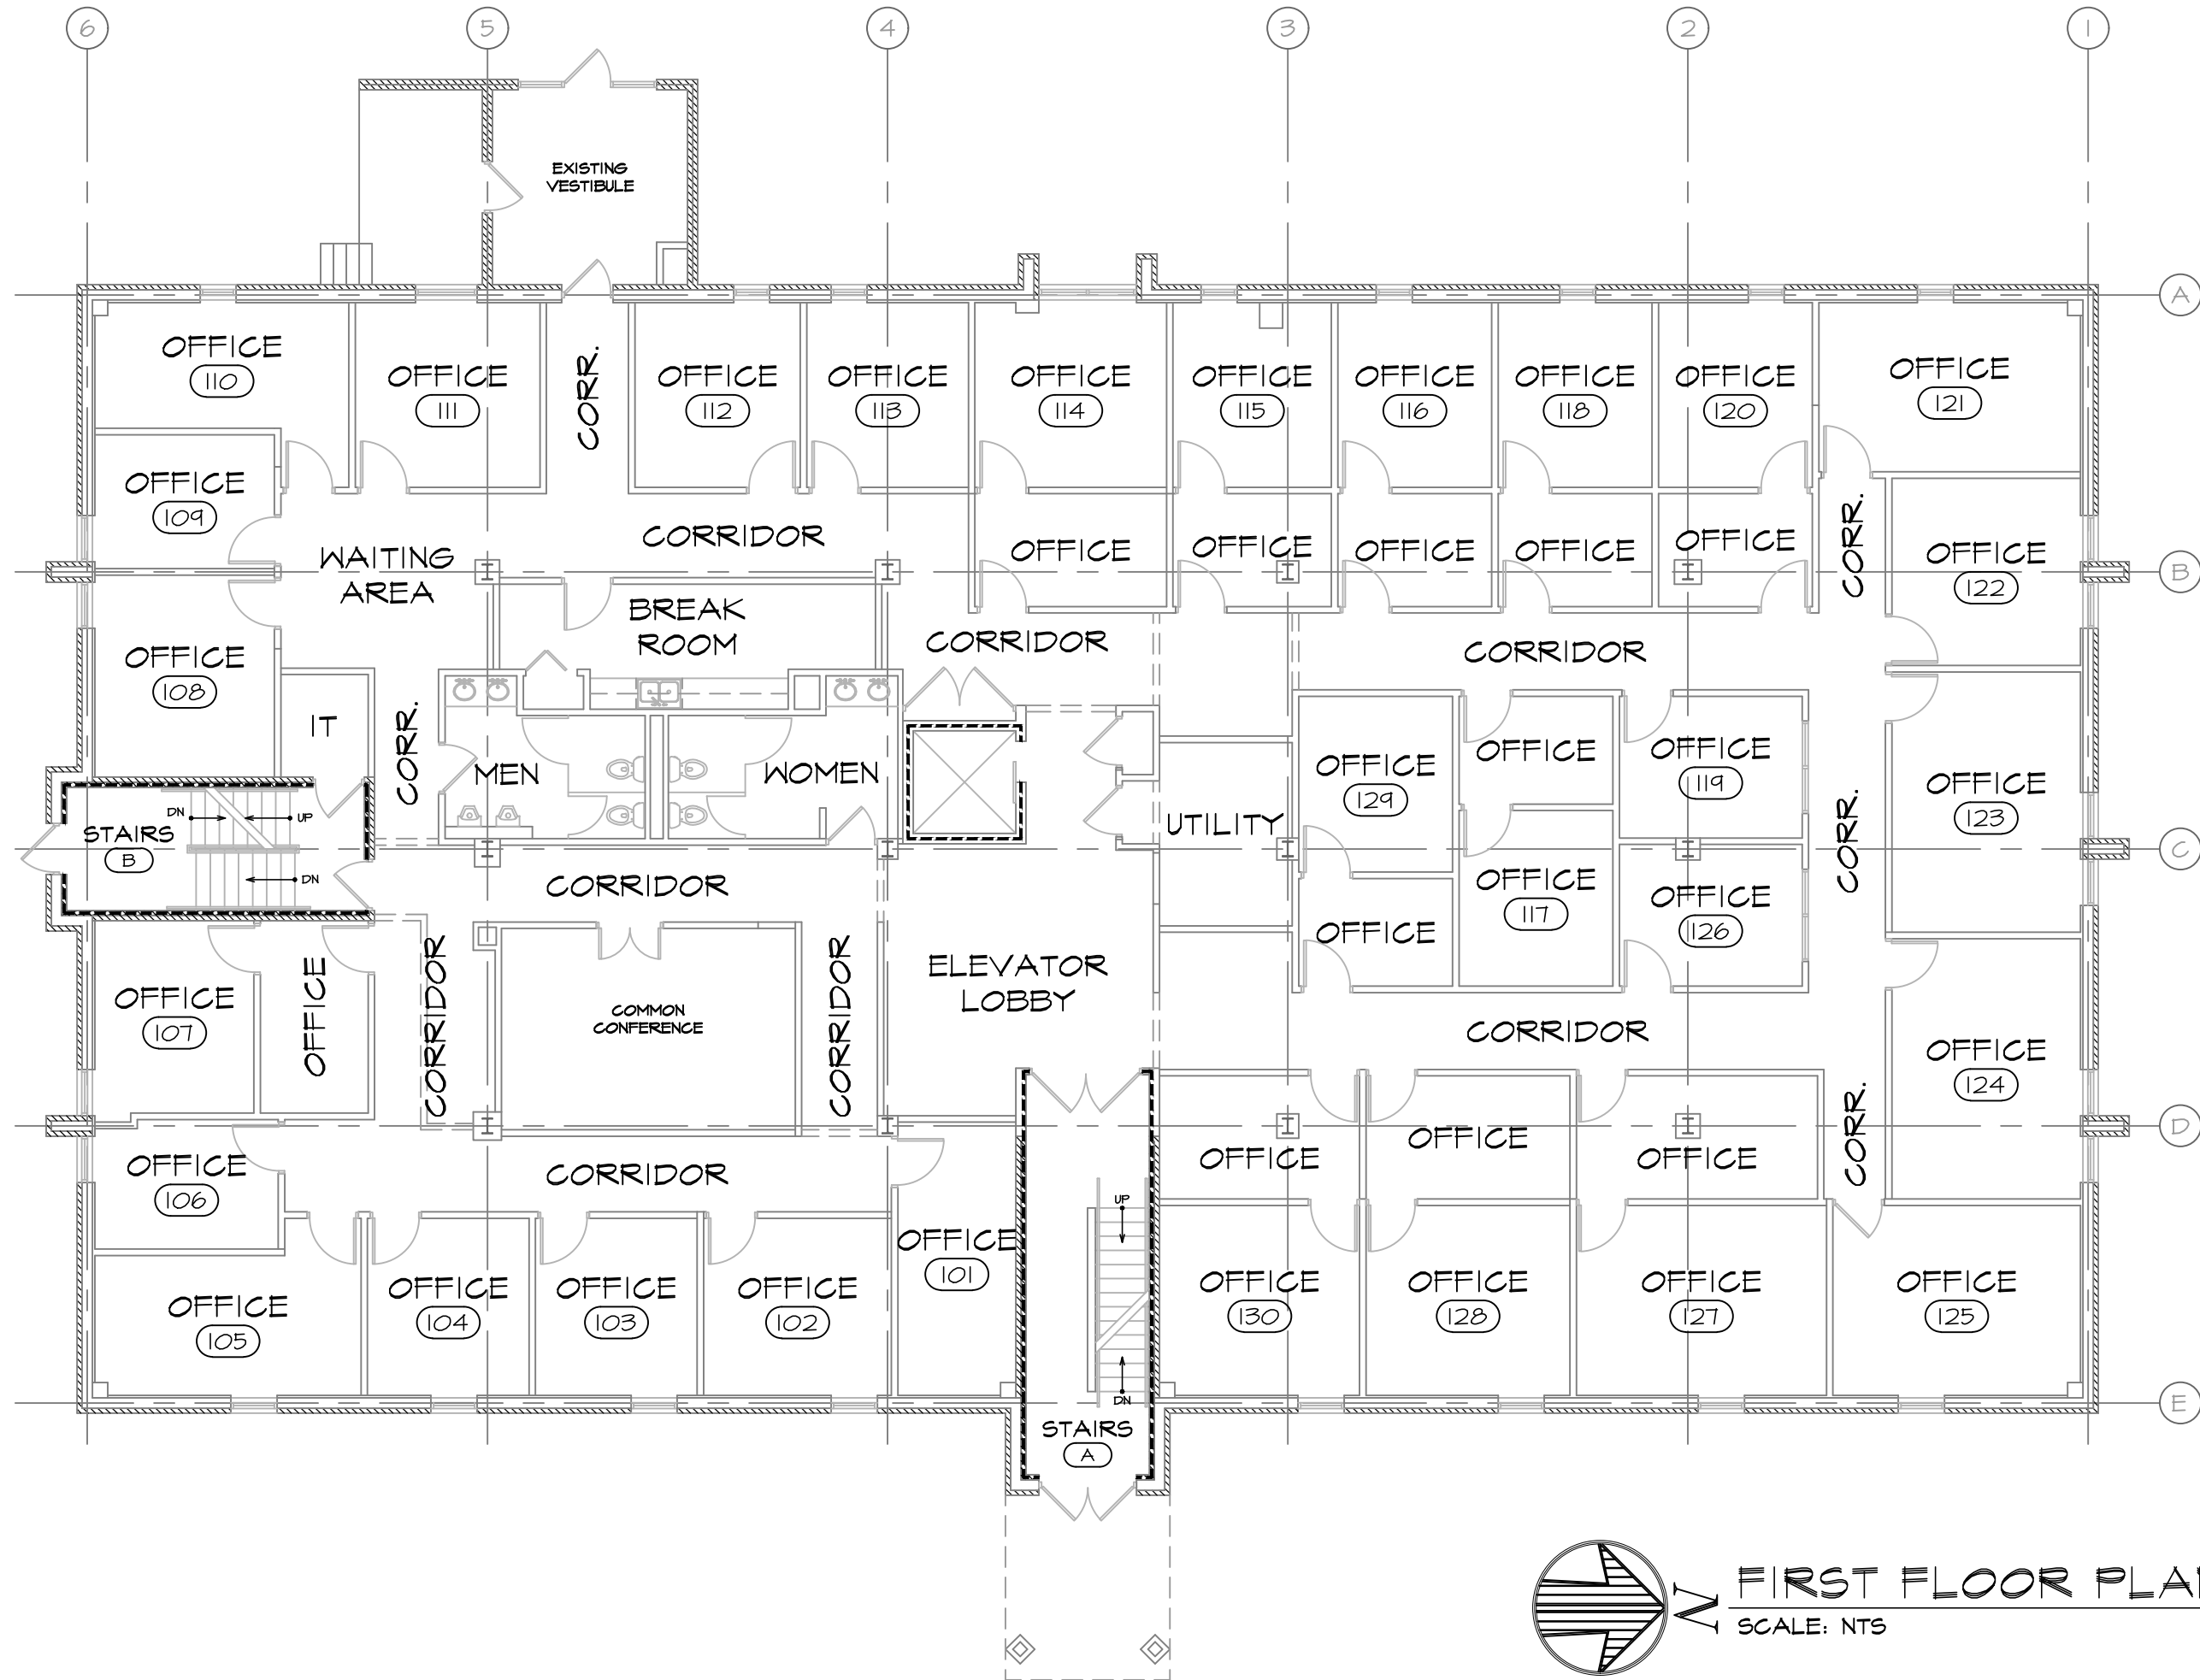 6 5 4 3 2 1
EXISTING
VESTIBULE
A
OFFICE
110
OFFICE
111
CORR.
OFFICE
112
OFFICE
113
OFFICE
114
OFFICE
115
OFFICE
116
OFFICE
118
OFFICE
120
OFFICE
121
OFFICE
109
WAITING
AREA
CORRIDOR
OFFICE
OFFICE
OFFICE
OFFICE
OFFICE
CORR.
OFFICE
122
B
BREAK
ROOM
CORRIDOR
CORRIDOR
OFFICE
108
IT
CORR.
MEN
WOMEN
UTILITY
OFFICE
129
OFFICE
OFFICE
119
CORR.
OFFICE
123
STAIRS
B
DN
UP
DN
C
CORRIDOR
OFFICE
OFFICE
117
OFFICE
126
OFFICE
107
OFFICE
CORRIDOR
COMMON
CONFERENCE
CORRIDOR
ELEVATOR
LOBBY
CORRIDOR
OFFICE
124
D
OFFICE
106
CORRIDOR
OFFICE
OFFICE
OFFICE
CORR.
OFFICE
105
OFFICE
104
OFFICE
103
OFFICE
102
OFFICE
101
UP
DN
OFFICE
130
OFFICE
128
OFFICE
127
OFFICE
125
E
STAIRS
A
N
FIRST FLOOR PLA
SCALE: NTS